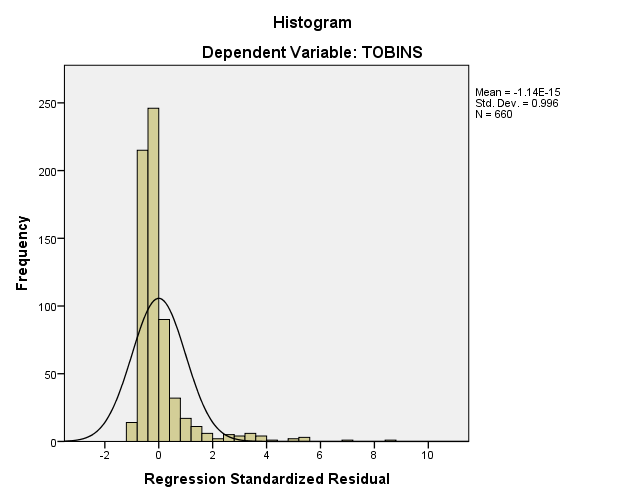 Histogram
Dependent Variable: TOBINS
Mean = -1.14E-15
Std. Dev. = 0.996
N = 660
Frequency
250
200
150
100
50
0
-2 0 2 4 6 8 10
Regression Standardized Residual